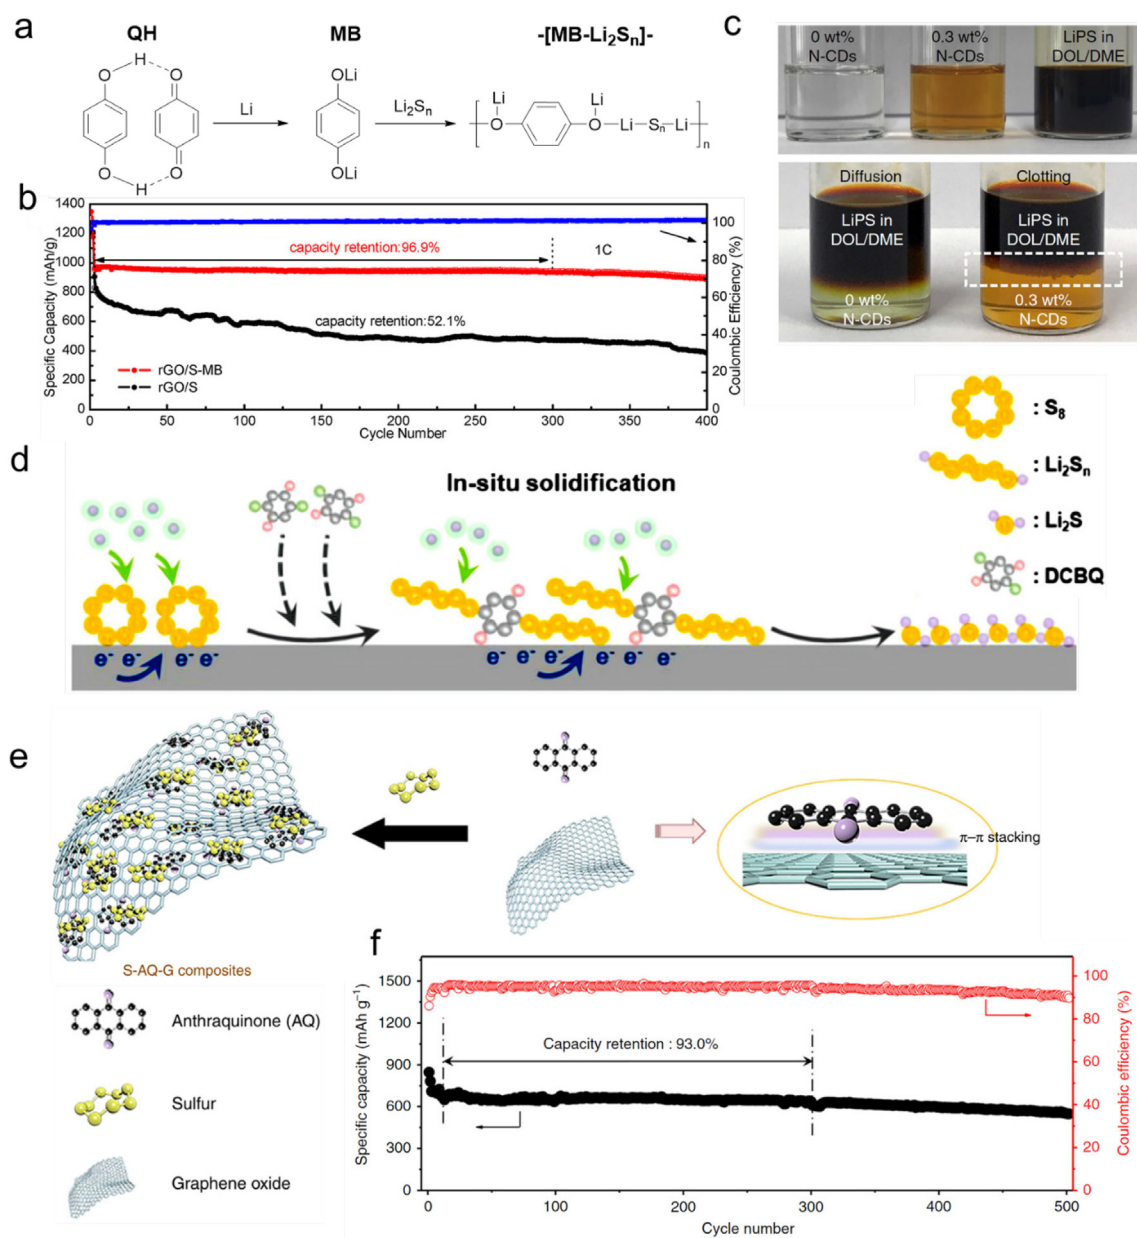 a
QH
MB
-[MB-Li2Sn]-
H
O
O
O
O
H
Li
OLi
OLi
Li2Sn
Li
Li
O
O
Li
Sn
Li
n
c
0 wt%
N-CDs
0.3 wt%
N-CDs
LiPS in
DOL/DME
Diffusion
LiPS in
DOL/DME
0 wt%
N-CDs
Clotting
LiPS in
DOL/DME
0.3 wt%
N-CDs
b
Specific Capacity (mAh/g)
1400
1200
1000
800
600
400
200
0
capacity retention:96.9%
1C
capacity retention:52.1%
rGO/S-MB
rGO/S
0 50 100 150 200 250 300 350 400
Cycle Number
100
80
60
40
20
0
Coulombic Efficiency (%)
d
In-situ solidification
e- e- e- e-
e- e- e- e- e- e-
: S8
: Li2Sn
: Li2S
: DCBQ
e
π–π stacking
S-AQ-G composites
Anthraquinone (AQ)
Sulfur
Graphene oxide
f
Specific capacity (mAh g−1)
1500
1200
900
600
300
0
Capacity retention : 93.0%
0 100 200 300 400 500
Cycle number
100
80
60
40
20
0
Coulombic efficiency (%)